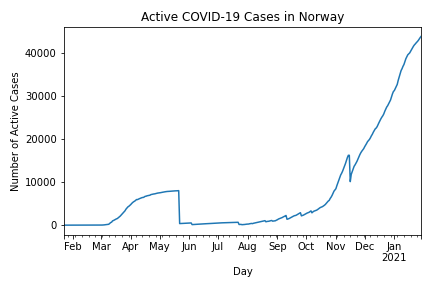 Active COVID-19 Cases in Norway
Number of Active Cases
40000
30000
20000
10000
0
Feb Mar Apr May Jun Jul Aug Sep Oct Nov Dec Jan
2021
Day